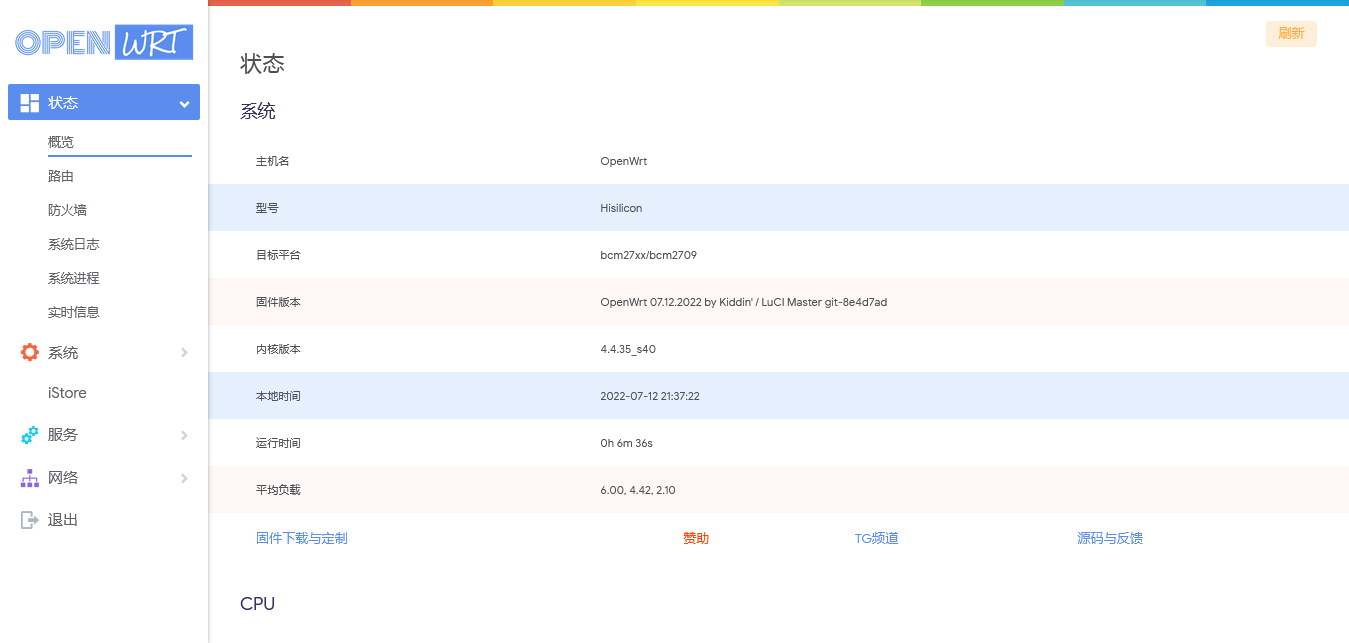 OPENWRT
刷新
状态
概览
路由
防火墙
系统日志
系统进程
实时信息
系统
iStore
服务
网络
退出
状态
系统
主机名 OpenWrt
型号 Hisilicon
目标平台 bcm27xx/bcm2709
固件版本 OpenWrt 07.12.2022 by Kiddin' / LuCI Master git-8e4d7ad
内核版本 4.4.35_s40
本地时间 2022-07-12 21:37:22
运行时间 0h 6m 36s
平均负载 6.00, 4.42, 2.10
固件下载与定制 赞助 TG频道 源码与反馈
CPU